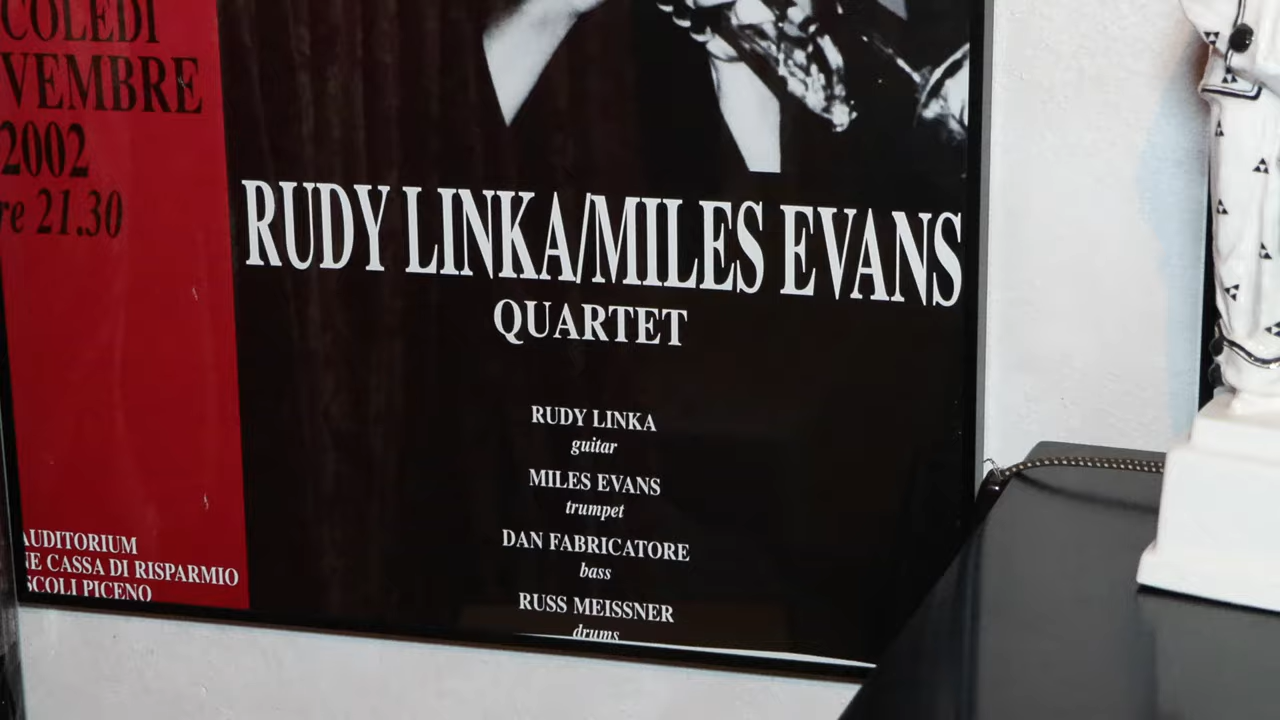 COLEDI
VEMBRE
2002
re 21.30
RUDY LINKA/MILES EVANS
QUARTET
RUDY LINKA
guitar
MILES EVANS
trumpet
DAN FABRICATORE
bass
RUSS MEISSNER
drums
AUDITORIUM
NE CASSA DI RISPARMIO
SCOLI PICENO